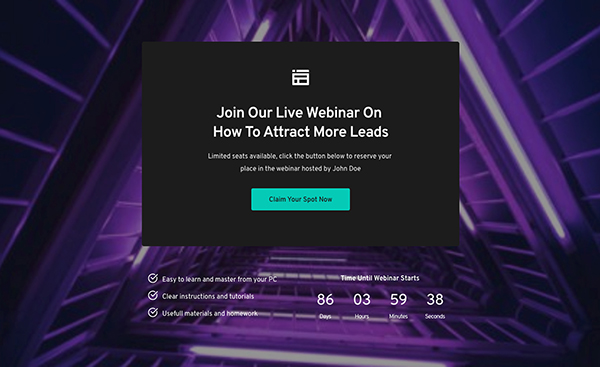 Join Our Live Webinar On
How To Attract More Leads
Limited seats available, click the button below to reserve your
place in the webinar hosted by John Doe
Claim Your Spot Now
Easy to learn and master from your PC
Clear instructions and tutorials
Usefull materials and homework
Time Until Webinar Starts
86 03 59 38
Days Hours Minutes Seconds